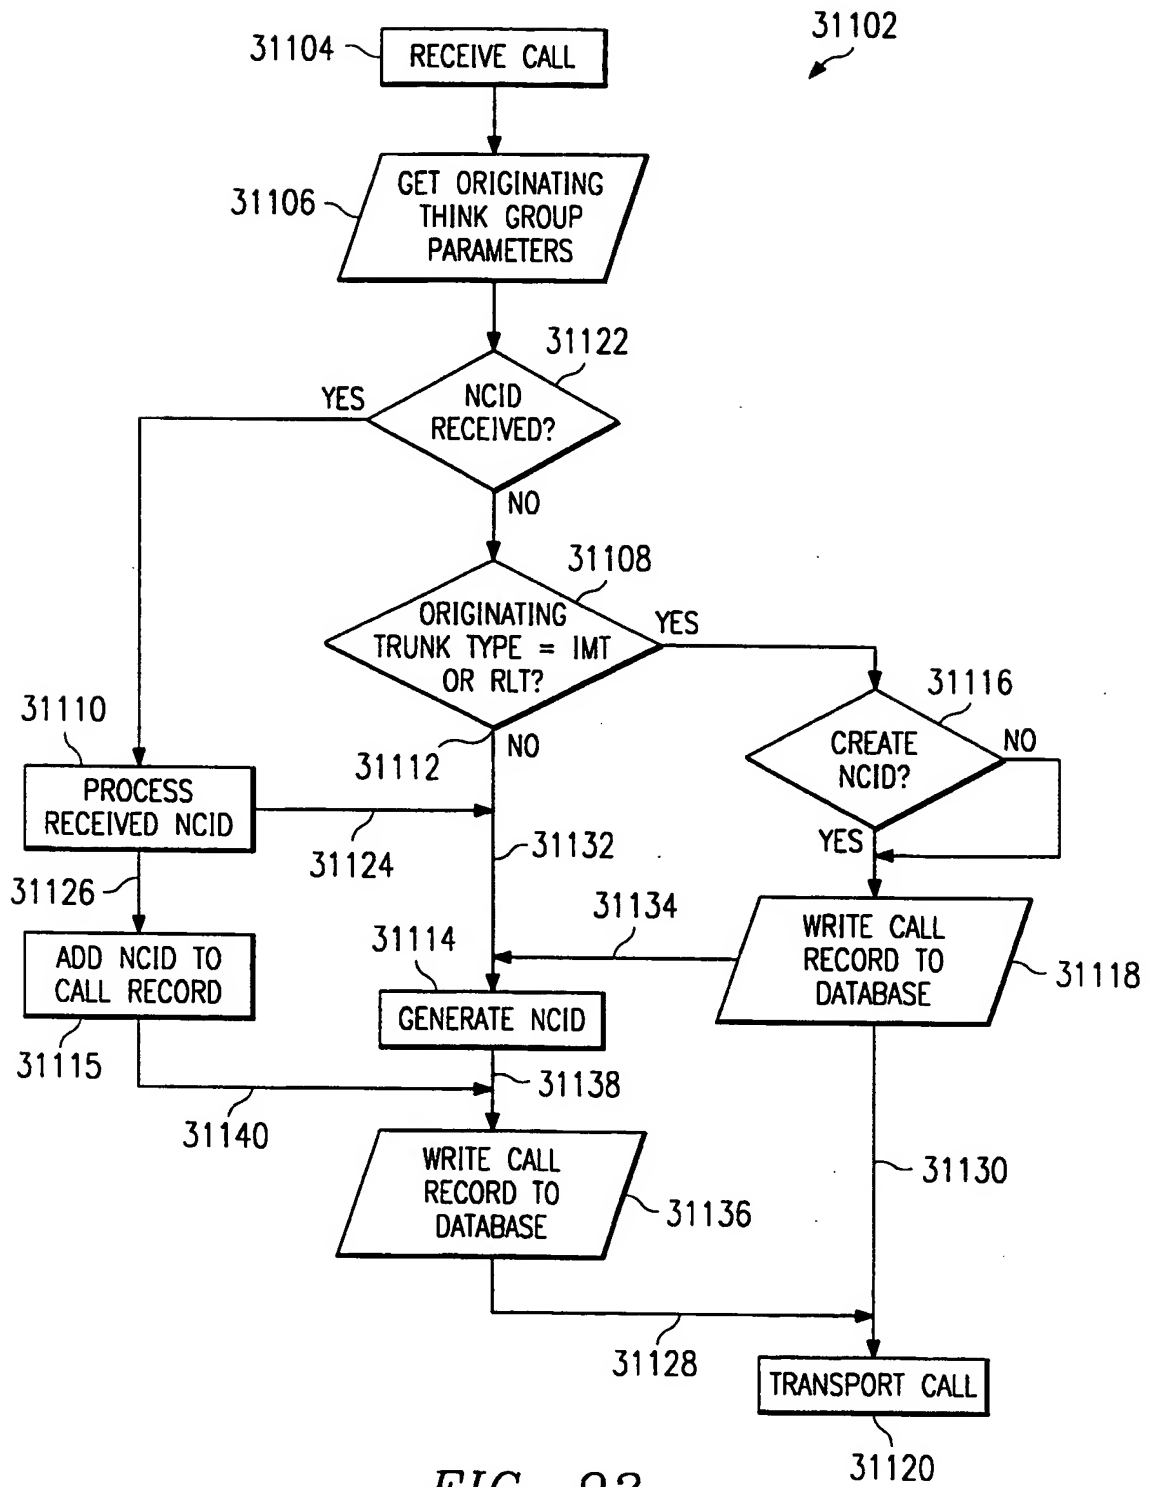 31102
31104
RECEIVE CALL
31106
GET ORIGINATING
THINK GROUP
PARAMETERS
31122
YES
NCID
RECEIVED?
NO
31108
ORIGINATING
TRUNK TYPE = IMT
OR RLT?
YES
31116
31110
31112
NO
CREATE
NCID?
NO
PROCESS
RECEIVED NCID
31124
31132
YES
31126
31134
31114
ADD NCID TO
CALL RECORD
WRITE CALL
RECORD TO
DATABASE
31118
GENERATE NCID
31115
31138
31140
WRITE CALL
RECORD TO
DATABASE
31130
31136
31128
TRANSPORT CALL
31120